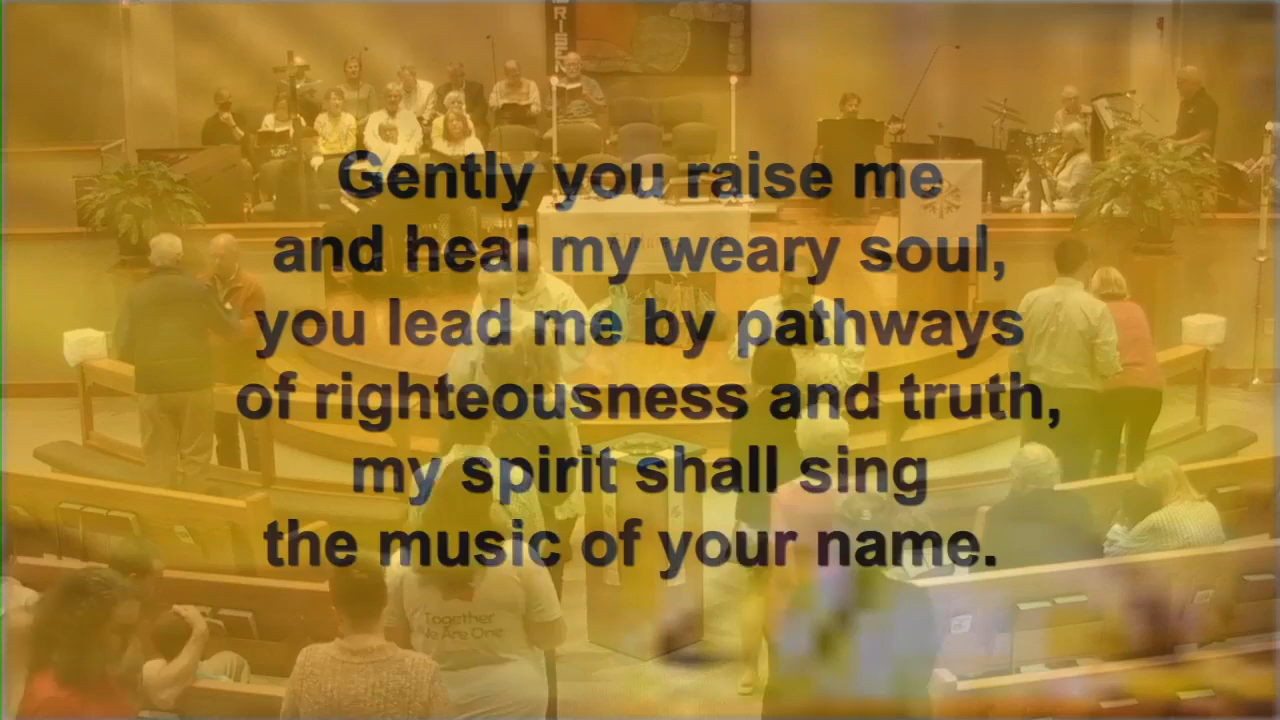 RISEN
Gently you raise me
and heal my weary soul,
you lead me by pathways
of righteousness and truth,
my spirit shall sing
the music of your name.
Together
We Are One